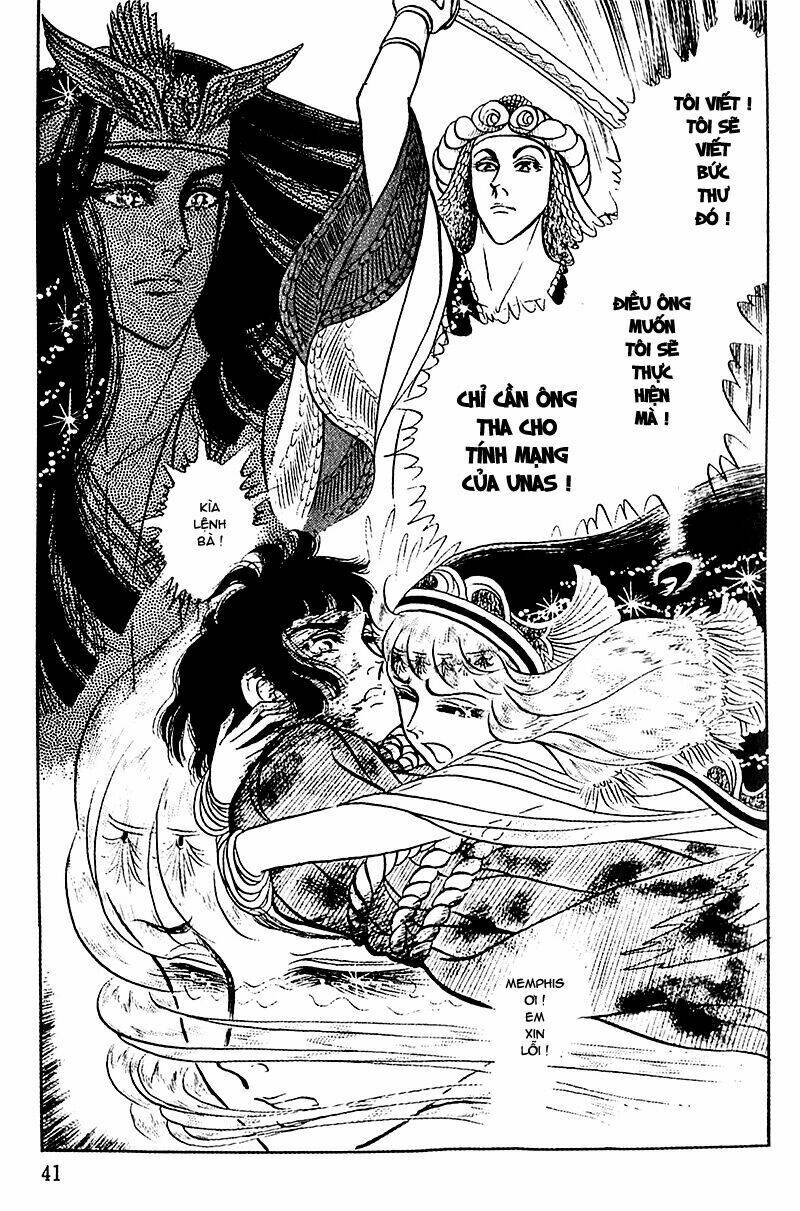 TÔI VIẾT !
TÔI SẼ
VIẾT
BỨC
THƯ
ĐÓ !
ĐIỀU ÔNG
MUỐN
TÔI SẼ
THỰC
HIỆN
MÀ !
CHỈ CẦN ÔNG
THA CHO
TÍNH MẠNG
CỦA UNAS !
KÌA
LỆNH
BÀ !
MEMPHIS
ƠI !
EM
XIN
LỖI !
41